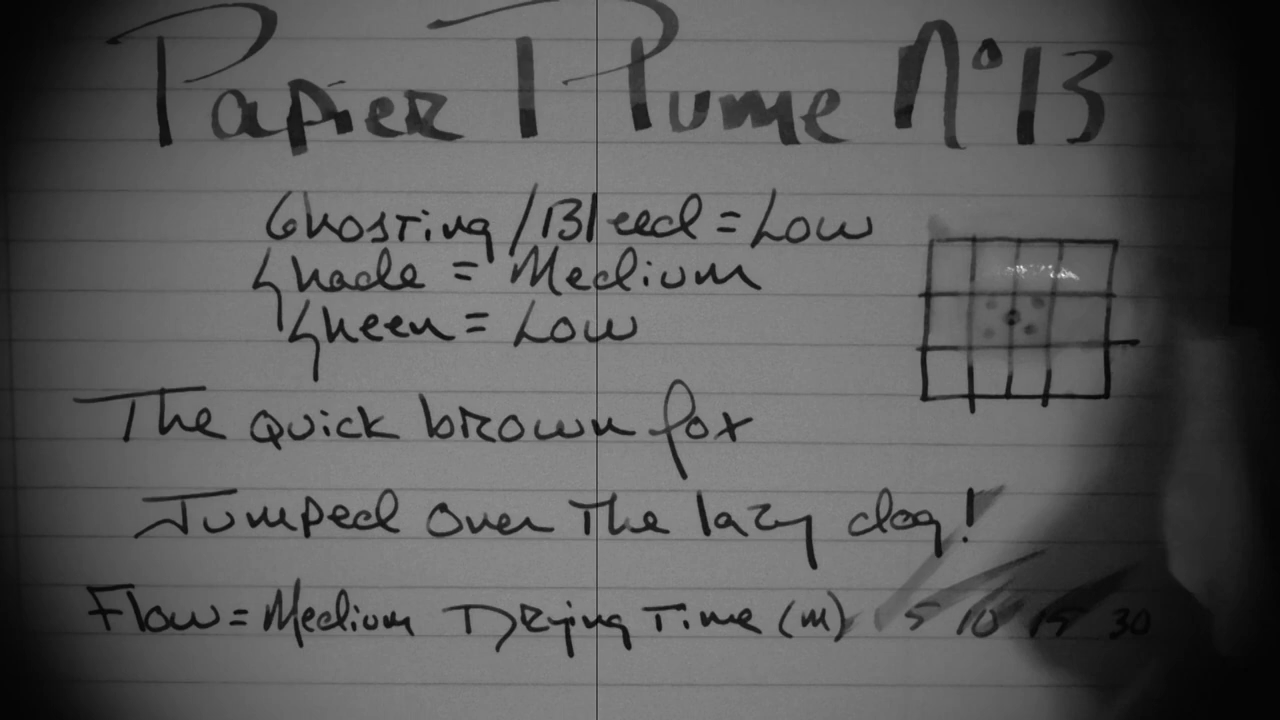 Papier Plume N° 13
Ghosting/Bleed = Low
Shade = Medium
Sheen = Low
The quick brown fox
Jumped over The lazy dog!
Flow = Medium Drying Time (m) 5 10 15 30